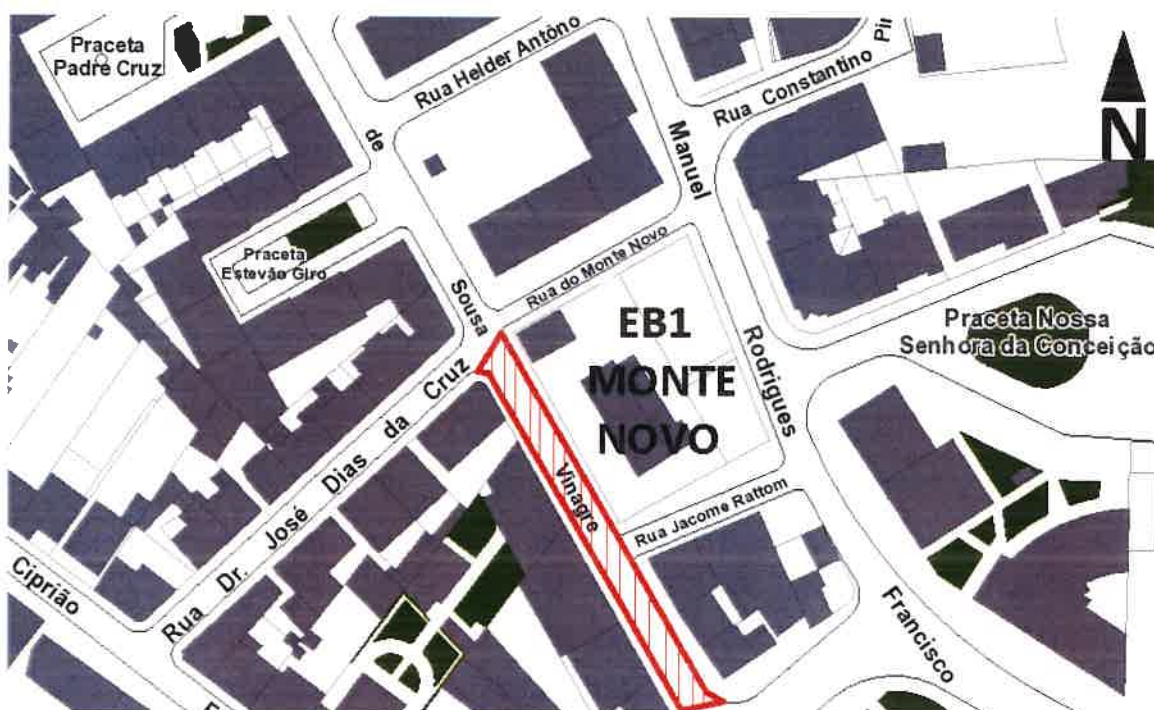 Praceta
Padre Cruz
Rua Helder Antóno
Rua Constantino
de
Manuel
N
Praceta
Estevão Giro
Rua do Monte Novo
Sousa
EB1
MONTE
NOVO
Rodrigues
Praceta Nossa
Senhora da Conceição
Rua Dr. José Dias da Cruz
Vinagre
Rua Jacome Rattom
Ciprião
Francisco